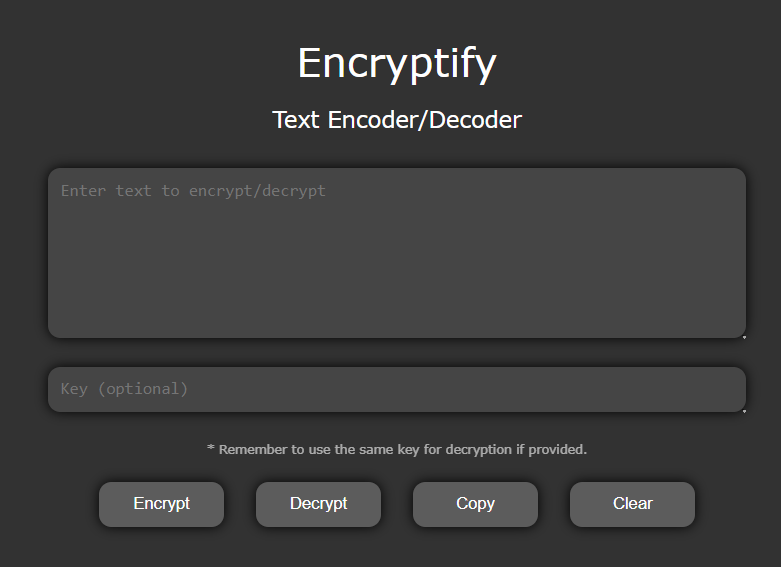 Encryptify
Text Encoder/Decoder
Enter text to encrypt/decrypt
Key (optional)
* Remember to use the same key for decryption if provided.
Encrypt Decrypt Copy Clear